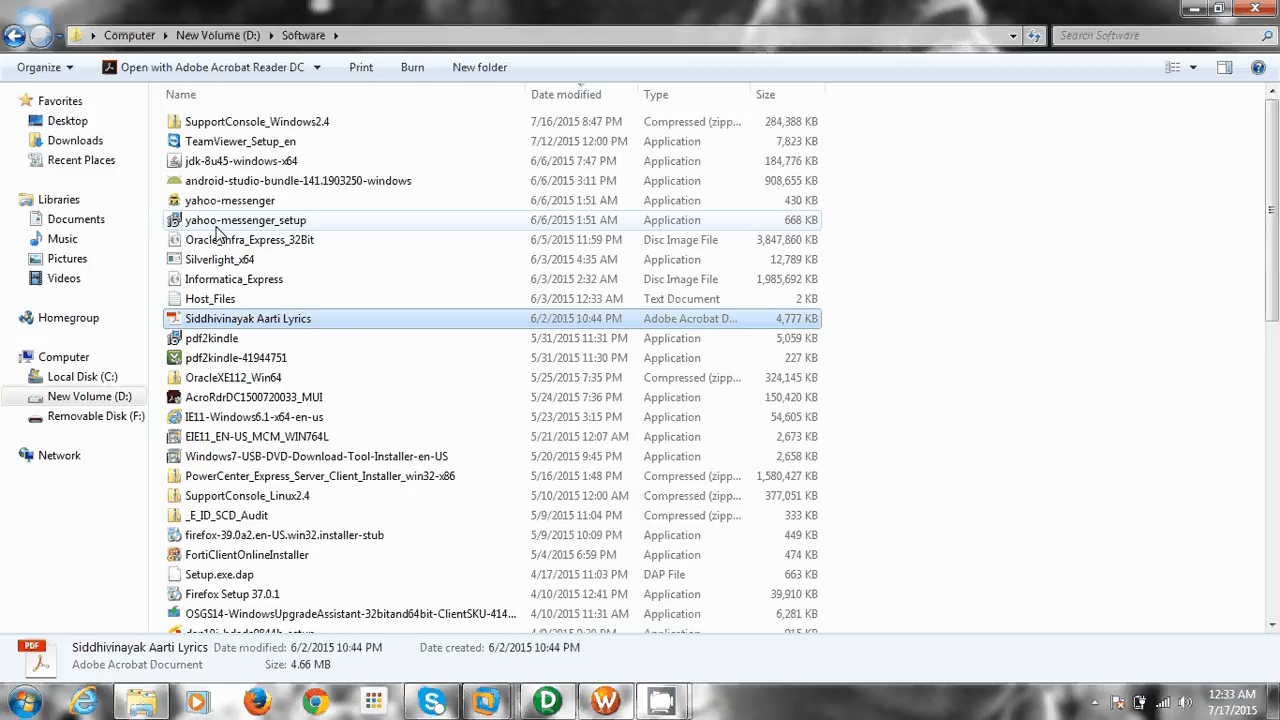 Computer New Volume (D:) Software Search Software
Organize Open with Adobe Acrobat Reader DC Print Burn New folder
Name Date modified Type Size
Favorites
Desktop
Downloads
Recent Places
Libraries
Documents
Music
Pictures
Videos
Homegroup
Computer
Local Disk (C:)
New Volume (D:)
Removable Disk (F:)
Network
SupportConsole_Windows2.4 7/16/2015 8:47 PM Compressed (zipp... 284,388 KB
TeamViewer_Setup_en 7/12/2015 12:00 PM Application 7,823 KB
jdk-8u45-windows-x64 6/6/2015 7:47 PM Application 184,776 KB
android-studio-bundle-141.1903250-windows 6/6/2015 3:11 PM Application 908,655 KB
yahoo-messenger 6/6/2015 1:51 AM Application 430 KB
yahoo-messenger_setup 6/6/2015 1:51 AM Application 668 KB
Oracle_Infra_Express_32Bit 6/5/2015 11:59 PM Disc Image File 3,847,860 KB
Silverlight_x64 6/3/2015 4:35 AM Application 12,789 KB
Informatica_Express 6/3/2015 2:32 AM Disc Image File 1,985,692 KB
Host_Files 6/3/2015 12:33 AM Text Document 2 KB
Siddhivinayak Aarti Lyrics 6/2/2015 10:44 PM Adobe Acrobat D... 4,777 KB
pdf2kindle 5/31/2015 11:31 PM Application 5,059 KB
pdf2kindle-41944751 5/31/2015 11:30 PM Application 227 KB
OracleXE112_Win64 5/25/2015 7:35 PM Compressed (zipp... 324,145 KB
AcroRdrDC1500720033_MUI 5/24/2015 7:36 PM Application 150,420 KB
IE11-Windows6.1-x64-en-us 5/23/2015 3:15 PM Application 54,605 KB
EIE11_EN-US_MCM_WIN764L 5/21/2015 12:07 AM Application 2,673 KB
Windows7-USB-DVD-Download-Tool-Installer-en-US 5/20/2015 9:45 PM Application 2,658 KB
PowerCenter_Express_Server_Client_Installer_win32-x86 5/16/2015 1:48 PM Compressed (zipp... 1,580,427 KB
SupportConsole_Linux2.4 5/10/2015 12:00 AM Compressed (zipp... 377,051 KB
_E_ID_SCD_Audit 5/9/2015 11:04 PM Compressed (zipp... 333 KB
firefox-39.0a2.en-US.win32.installer-stub 5/9/2015 10:09 PM Application 449 KB
FortiClientOnlineInstaller 5/4/2015 6:59 PM Application 474 KB
Setup.exe.dap 4/17/2015 11:03 PM DAP File 663 KB
Firefox Setup 37.0.1 4/10/2015 12:41 PM Application 39,910 KB
OSGS14-WindowsUpgradeAssistant-32bitand64bit-ClientSKU-414... 4/10/2015 11:31 AM Application 6,281 KB
PDF Siddhivinayak Aarti Lyrics Date modified: 6/2/2015 10:44 PM Date created: 6/2/2015 10:44 PM
Adobe Acrobat Document Size: 4.66 MB
12:33 AM
7/17/2015